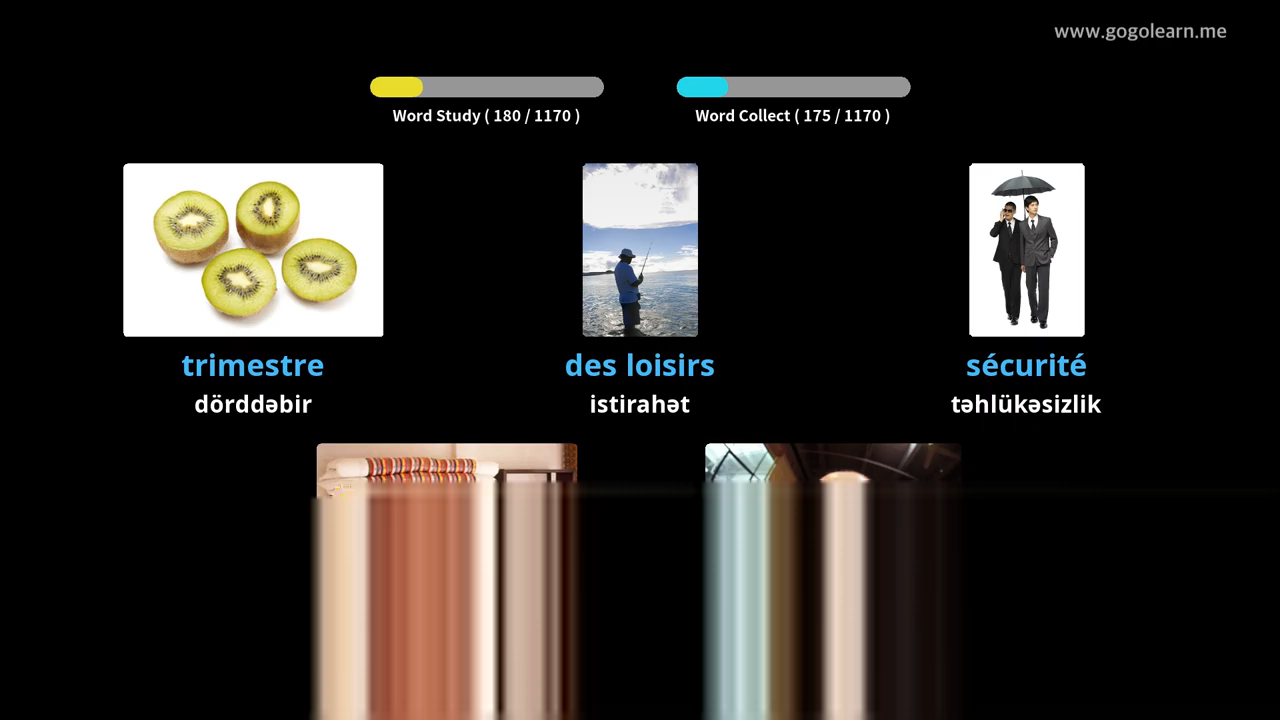 www.gogolearn.me
Word Study ( 180 / 1170 )
Word Collect ( 175 / 1170 )
trimestre
des loisirs
sécurité
dörddəbir
istirahət
təhlükəsizlik